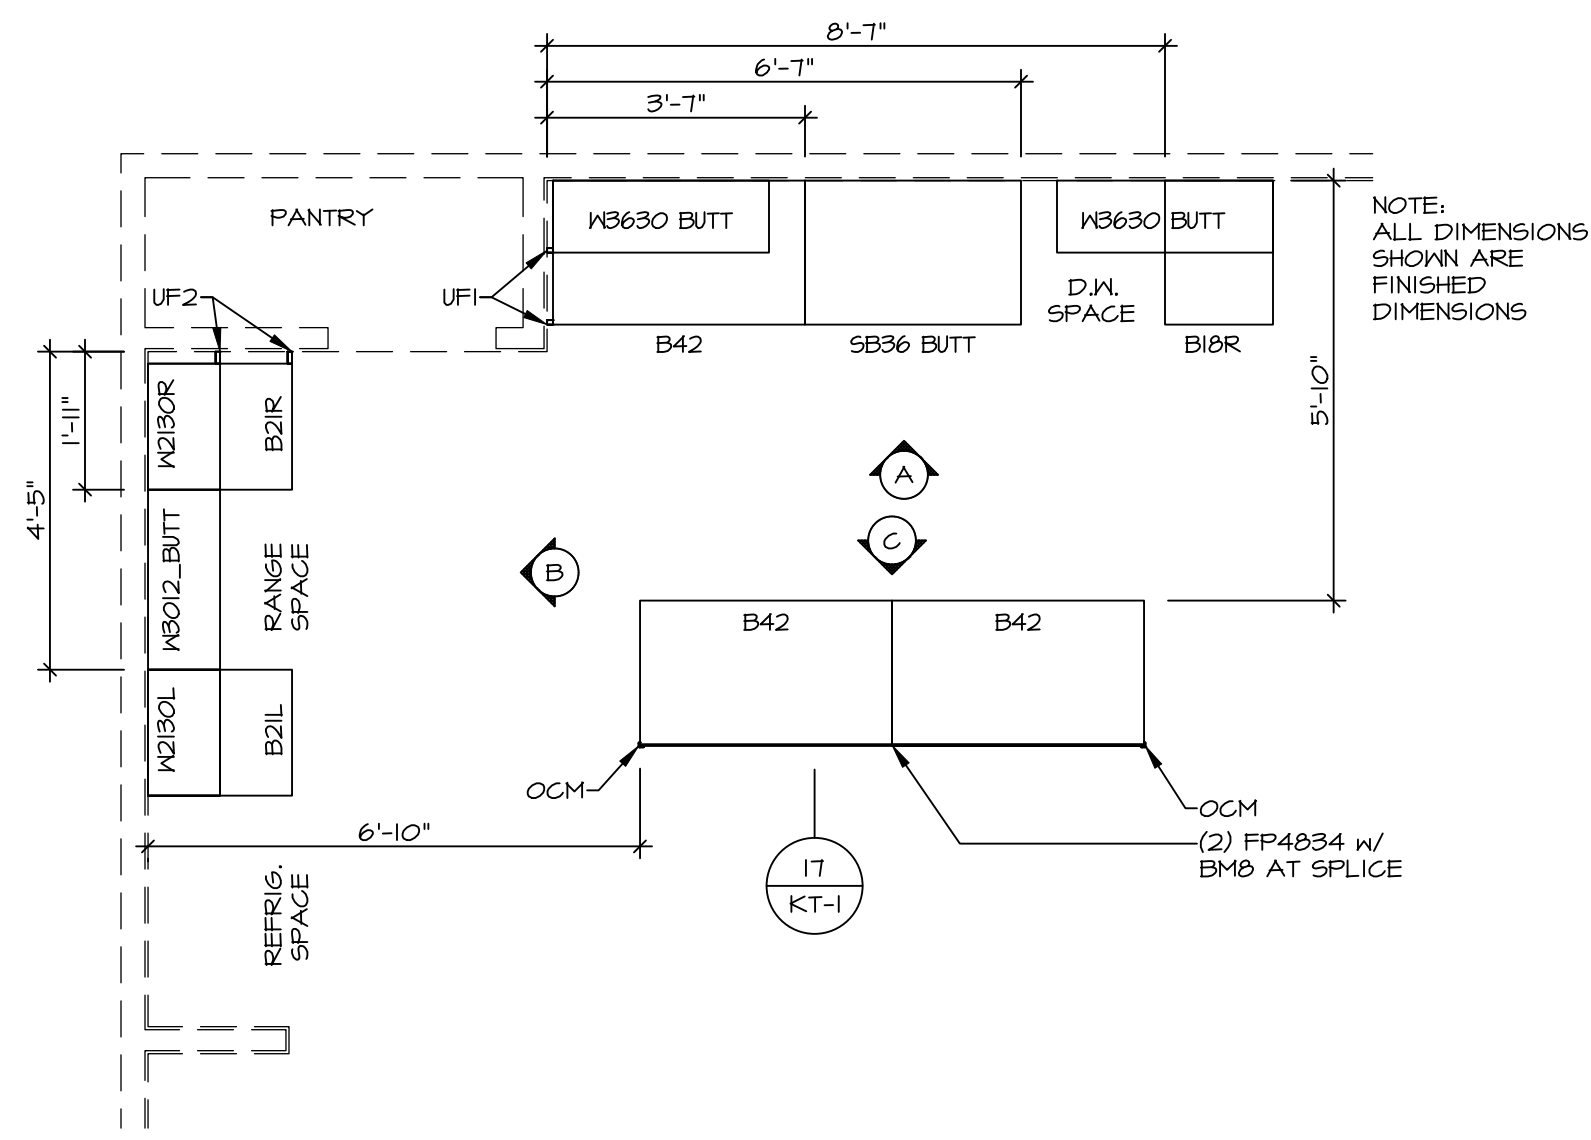 8'-7"
6'-7"
3'-7"
PANTRY
W3630 BUTT
W3630 BUTT
NOTE:
ALL DIMENSIONS
SHOWN ARE
FINISHED
DIMENSIONS
UF2
UF1
D.W.
SPACE
B42
SB36 BUTT
B18R
1'-11"
W2130R
B21R
5'-10"
4'-5"
A
C
B
W3012_BUTT
RANGE
SPACE
B42
B42
W2130L
B21L
OCM
OCM
6'-10"
(2) FP4834 W/
BM8 AT SPLICE
17
KT-1
REFRIG.
SPACE